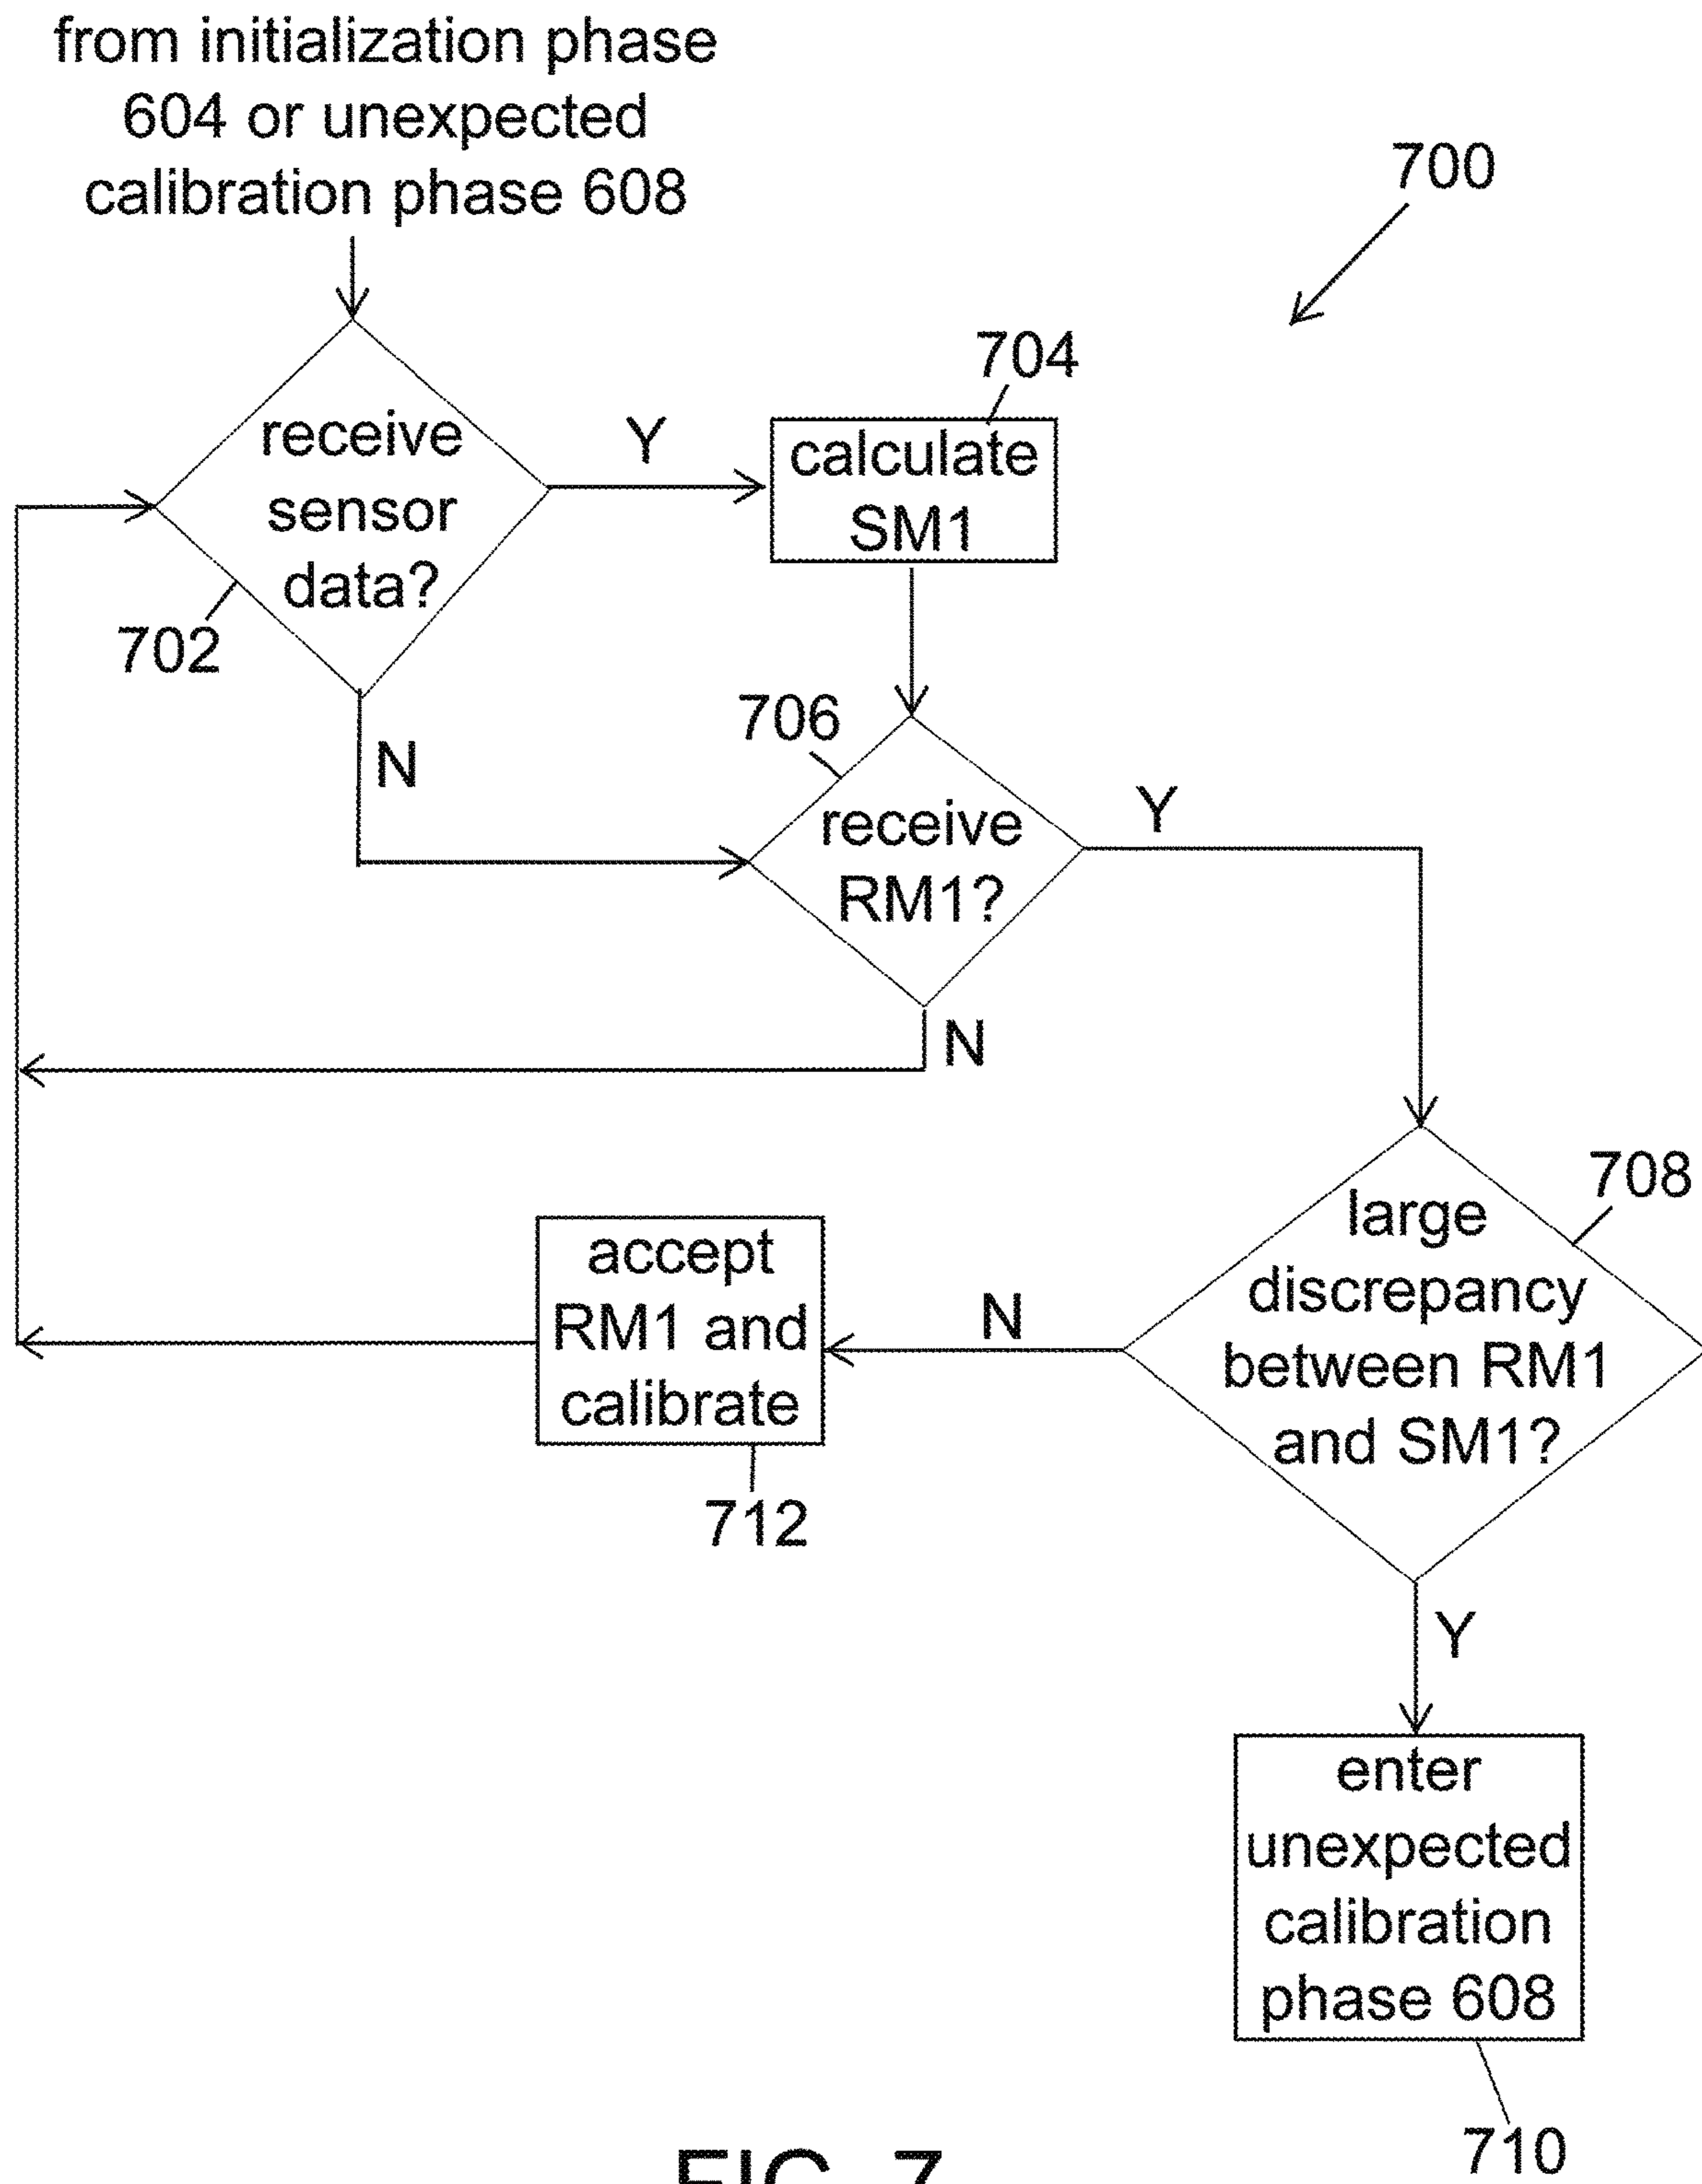 from initialization phase
604 or unexpected
calibration phase 608
700
704
receive
sensor
data?
Y
calculate
SM1
702
N
706
receive
RM1?
Y
N
708
large
discrepancy
between RM1
and SM1?
N
accept
RM1 and
calibrate
712
Y
enter
unexpected
calibration
phase 608
710
FIG. 7